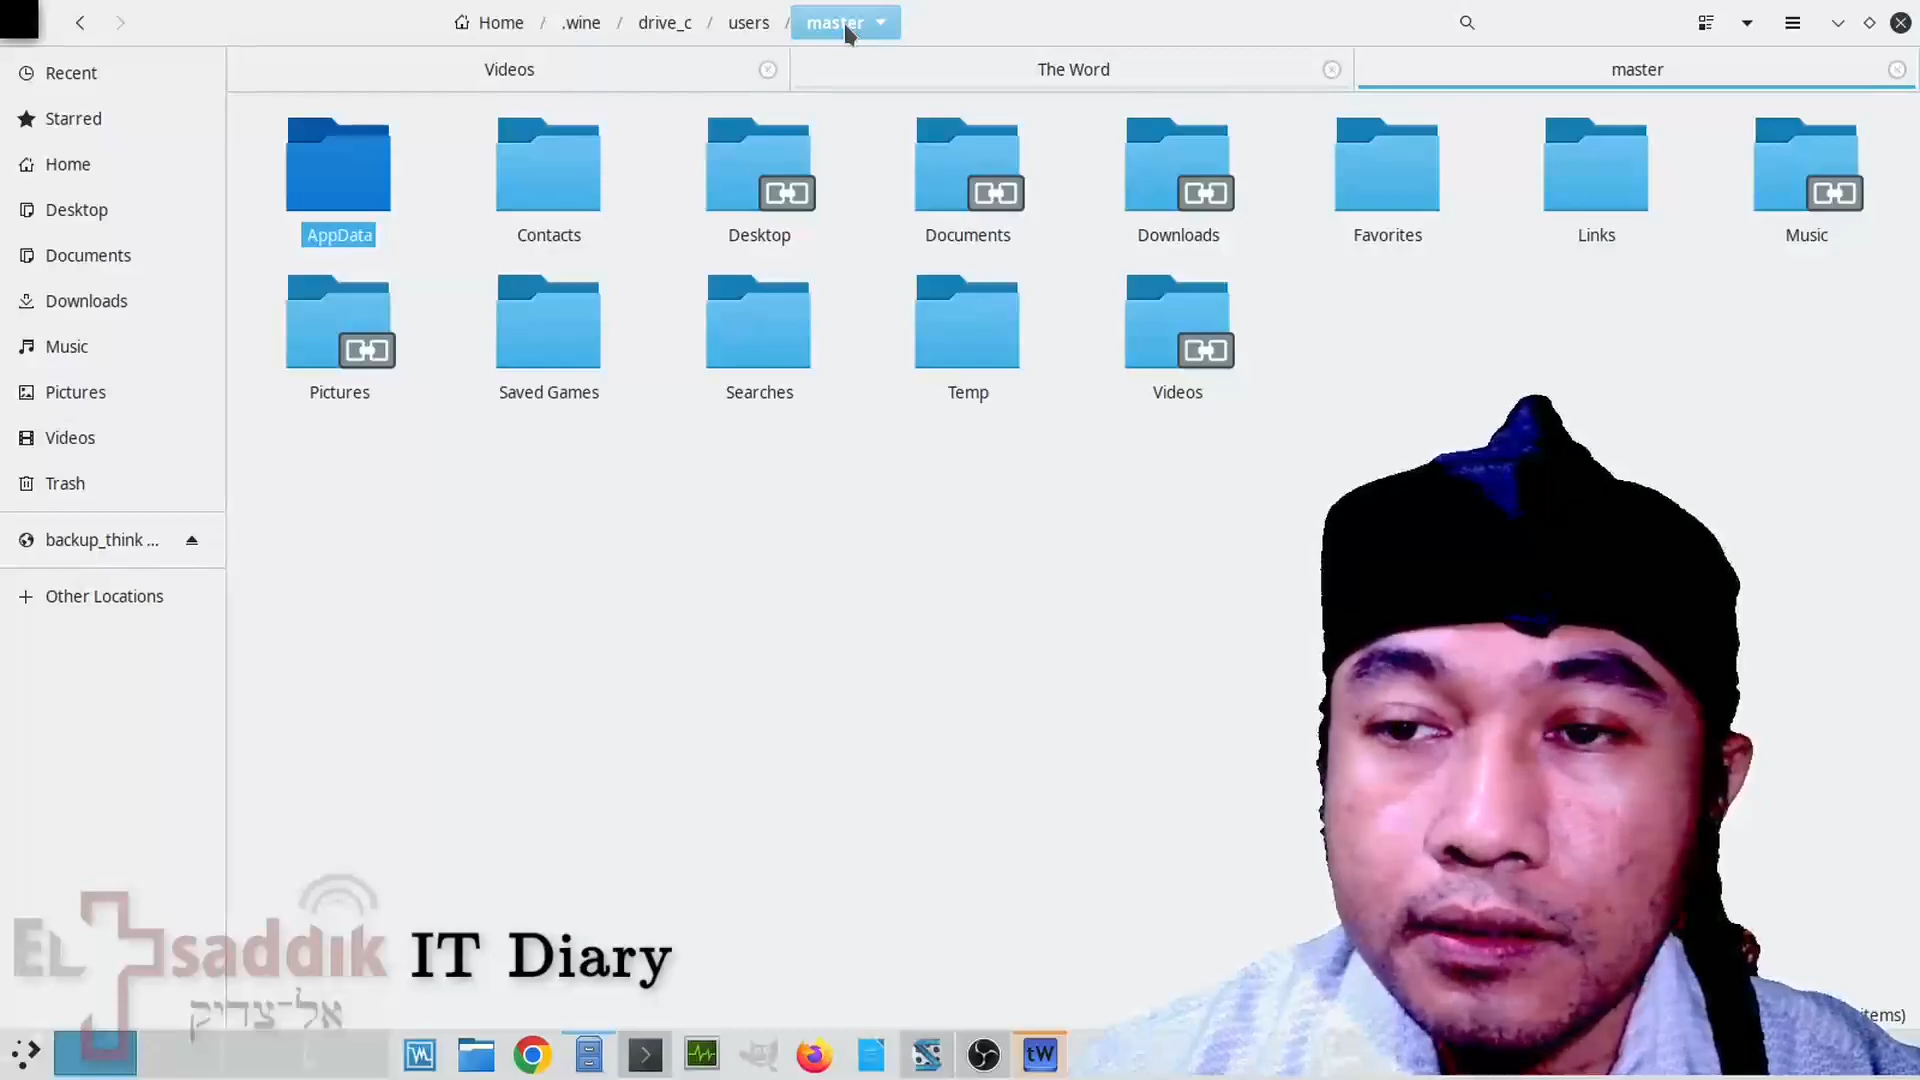 Home / .wine / drive_c / users / master
Videos
The Word
master
Recent
Starred
Home
Desktop
Documents
Downloads
Music
Pictures
Videos
Trash
backup_think ...
Other Locations
AppData
Contacts
Desktop
Documents
Downloads
Favorites
Links
Music
Pictures
Saved Games
Searches
Temp
Videos
EL saddik IT Diary
אל־צדיק
items)
tW